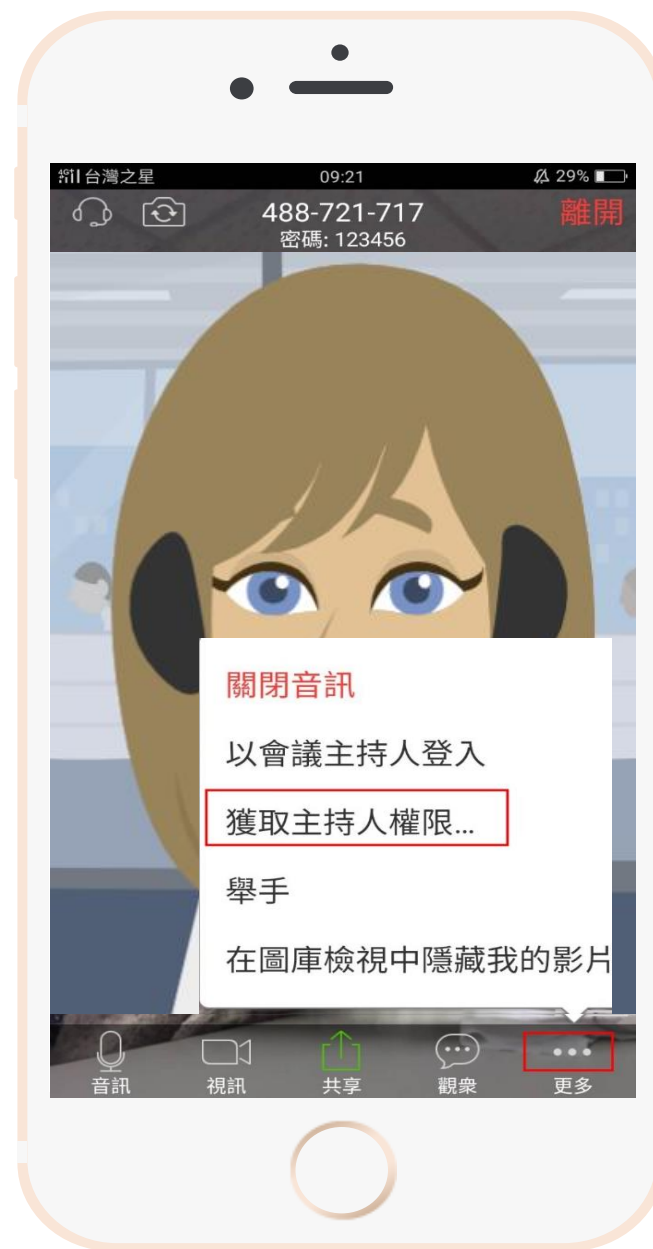 台灣之星 09:21 29%
488-721-717 離開
密碼: 123456
關閉音訊
以會議主持人登入
獲取主持人權限...
舉手
在圖庫檢視中隱藏我的影片
音訊 視訊 共享 觀眾 更多